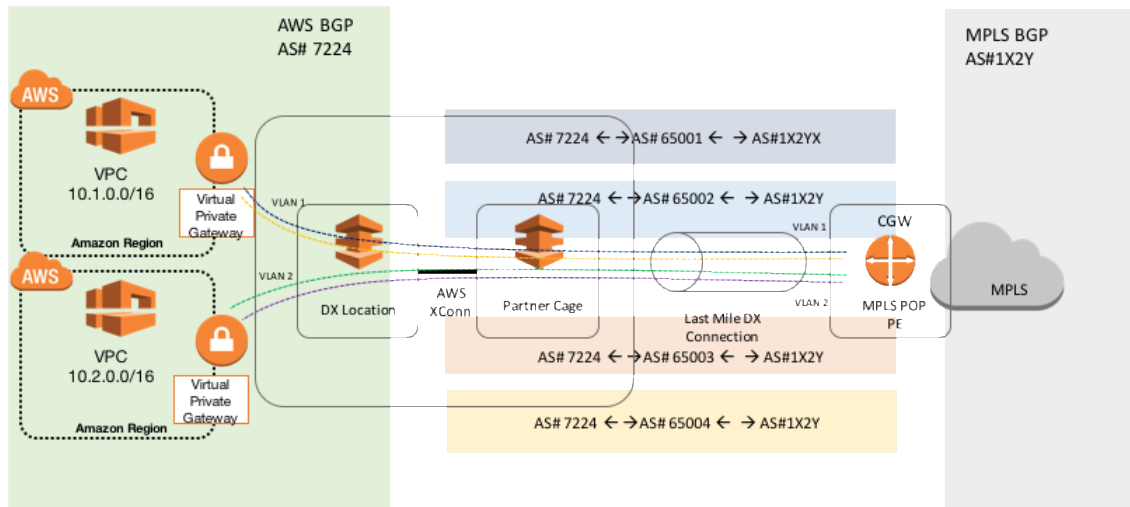 AWS BGP
AS# 7224
MPLS BGP
AS#1X2Y
AWS
VPC
10.1.0.0/16
Virtual
Private
Gateway
Amazon Region
AS# 7224 ← →AS# 65001 ← → AS#1X2YX
AS# 7224 ← →AS# 65002 ← → AS#1X2Y
VLAN 1
VLAN 1
CGW
AWS
VPC
10.2.0.0/16
Virtual
Private
Gateway
Amazon Region
VLAN 2
DX Location
AWS
XConn
Partner Cage
Last Mile DX
Connection
VLAN 2
MPLS POP
PE
MPLS
AS# 7224 ← →AS# 65003 ← → AS#1X2Y
AS# 7224 ← →AS# 65004 ← → AS#1X2Y